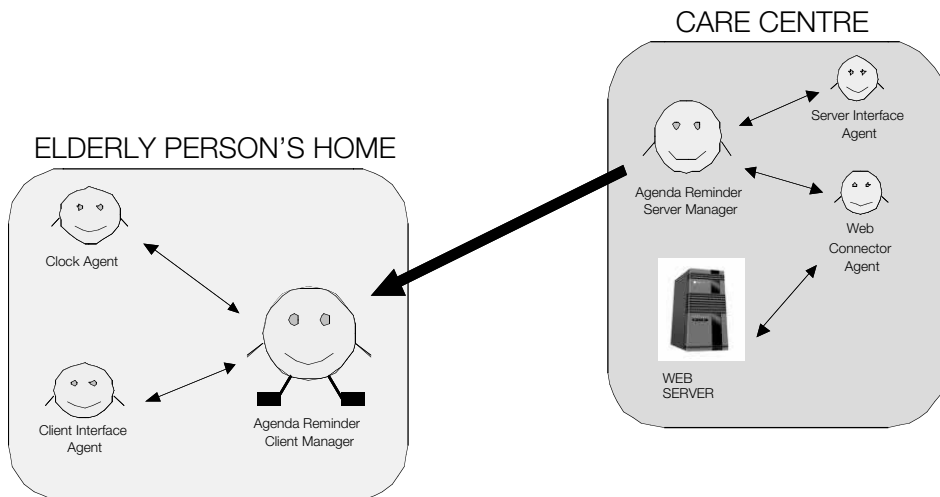 CARE CENTRE
Server Interface
Agent
ELDERLY PERSON'S HOME
Agenda Reminder
Server Manager
Web
Connector
Agent
Clock Agent
WEB
SERVER
Client Interface
Agent
Agenda Reminder
Client Manager